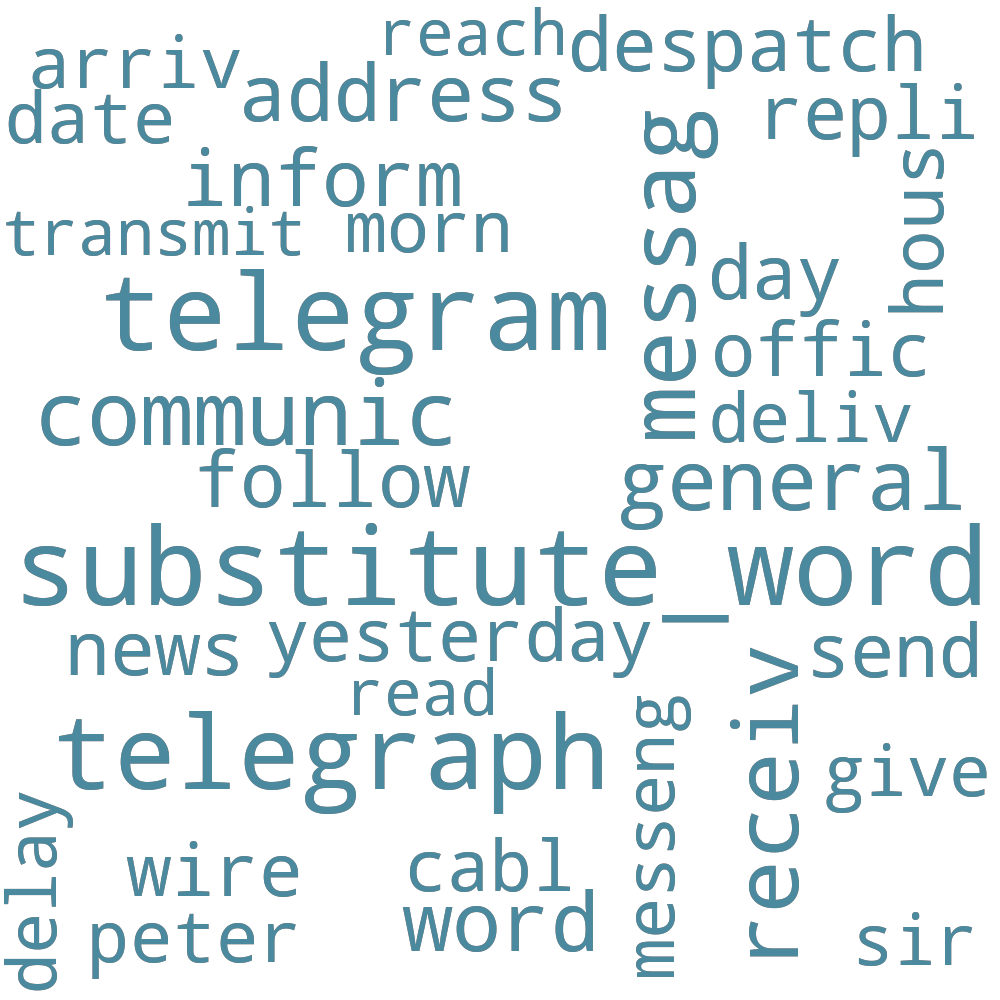 reach
despatch
arriv
address
date
repli
messag
inform
hous
transmit
morn
day
telegram
offic
communic
deliv
follow
general
substitute_word
news
yesterday
send
read
receiv
telegraph
messeng
give
delay
wire
cabl
word
peter
sir